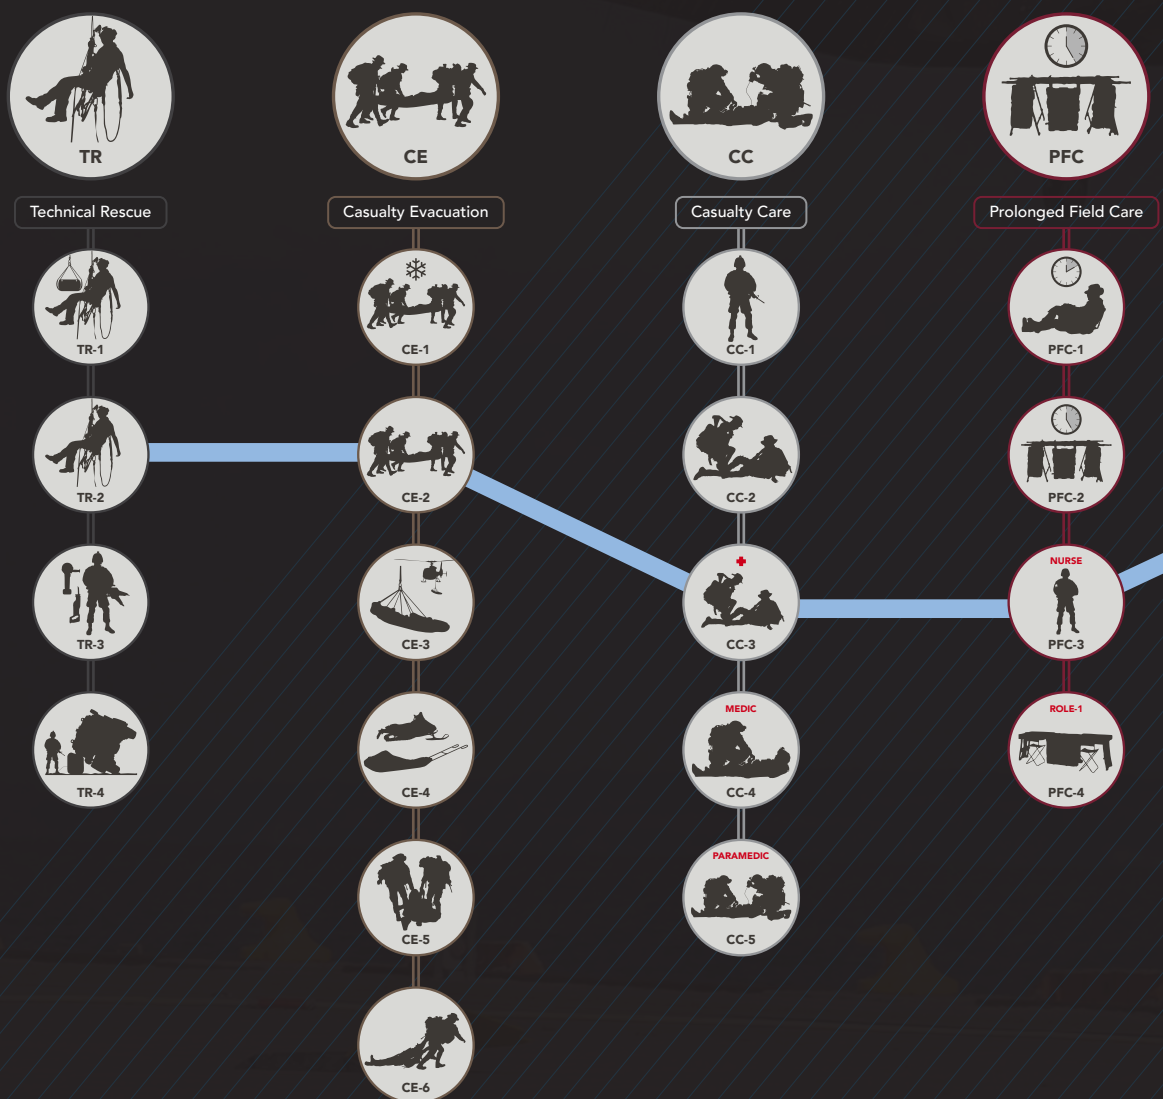 TR
CE
CC
PFC
Technical Rescue
Casualty Evacuation
Casualty Care
Prolonged Field Care
TR-1
CE-1
CC-1
PFC-1
TR-2
CE-2
CC-2
PFC-2
NURSE
TR-3
CE-3
CC-3
PFC-3
MEDIC
ROLE-1
TR-4
CE-4
CC-4
PFC-4
PARAMEDIC
CE-5
CC-5
CE-6